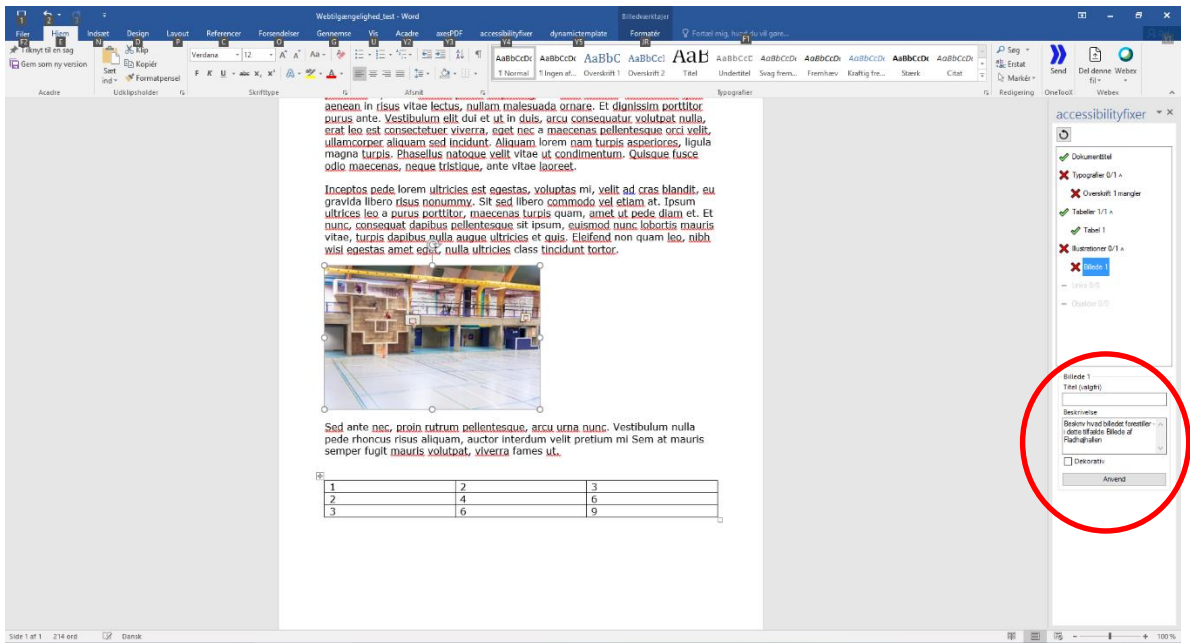 Webtilgængelighed_test - Word
Billedværktøjer
Filer Hjem Indsæt Design Layout Referencer Forsendelser Gennemse Vis Acadre axesPDF accessibilityfixer dynamictemplate Formatér Fortæl mig, hvad du vil gøre...
Tilknyt til en sag
Gem som ny version
Acadre
Sæt ind
Klip
Kopiér
Formatpensel
Udklipsholder
Verdana 12
F K U abc x, x²
Skrifttype
Afsnit
AaBbCcDc AaBbCcDc AaBbC AaBbCcI AaB AaBbCcC AaBbCcDc AaBbCcDc AaBbCcDc AaBbCcDc AaBbCcDc
1 Normal 1 Ingen af... Overskrift 1 Overskrift 2 Titel Undertitel Svag frem... Fremhæv Kraftig fre... Stærk Citat
Typografier
Søg
Erstat
Markér
Redigering
Send
OneTooX
Del denne fil
Webex
Webex
aenean in risus vitae lectus, nullam malesuada ornare. Et dignissim porttitor
purus ante. Vestibulum elit dui et ut in duis, arcu consequatur volutpat nulla,
erat leo est consectetuer viverra, eget nec a maecenas pellentesque orci velit,
ullamcorper aliquam sed incidunt. Aliquam lorem nam turpis asperiores, ligula
magna turpis. Phasellus natoque velit vitae ut condimentum. Quisque fusce
odio maecenas, neque tristique, ante vitae laoreet.
Inceptos pede lorem ultricies est egestas, voluptas mi, velit ad cras blandit, eu
gravida libero risus nonummy. Sit sed libero commodo vel etiam at. Ipsum
ultrices leo a purus porttitor, maecenas turpis quam, amet ut pede diam et. Et
nunc, consequat dapibus pellentesque sit ipsum, euismod nunc lobortis mauris
vitae, turpis dapibus nulla augue ultricies et quis. Eleifend non quam leo, nibh
wisi egestas amet eget, nulla ultricies class tincidunt tortor.
Sed ante nec, proin rutrum pellentesque, arcu urna nunc. Vestibulum nulla
pede rhoncus risus aliquam, auctor interdum velit pretium mi Sem at mauris
semper fugit mauris volutpat, viverra fames ut.
1 2 3
2 4 6
3 6 9
accessibilityfixer
Dokumenttitel
Typografier 0/1
Overskrift 1 mangler
Tabeller 1/1
Tabel 1
Illustrationer 0/1
Billede 1
Links 0/0
Objekter 0/0
Billede 1
Titel (valgfri)
Beskrivelse
Beskriv hvad billedet forestiller -
i dette tilfælde Billede af
Fladhøjhallen
Dekorativ
Anvend
Side 1 af 1 214 ord Dansk
100 %